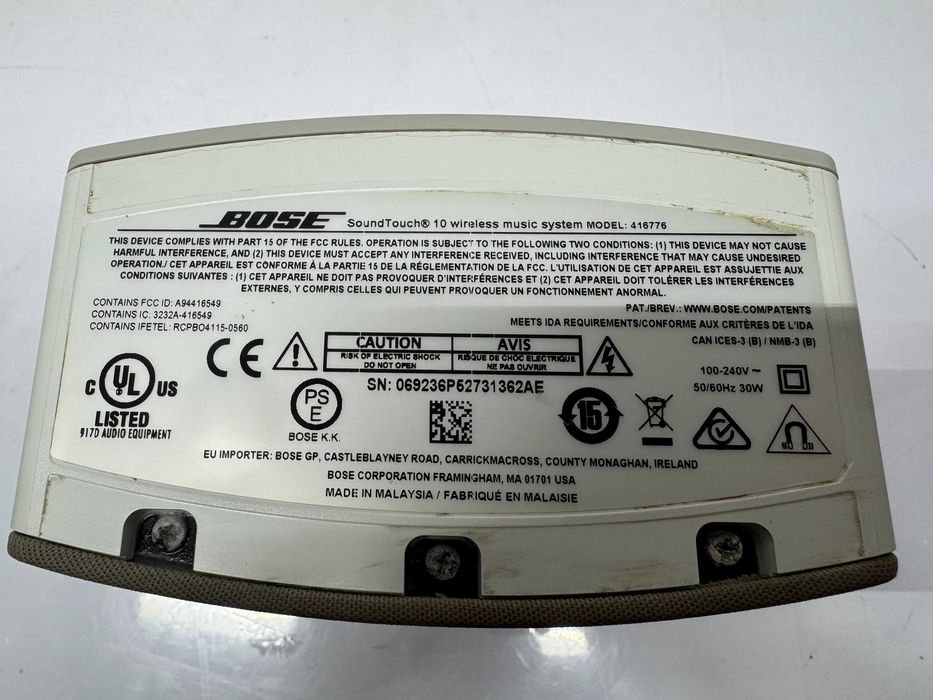 BOSE SoundTouch® 10 wireless music system MODEL: 416776
THIS DEVICE COMPLIES WITH PART 15 OF THE FCC RULES. OPERATION IS SUBJECT TO THE FOLLOWING TWO CONDITIONS: (1) THIS DEVICE MAY NOT CAUSE
HARMFUL INTERFERENCE, AND (2) THIS DEVICE MUST ACCEPT ANY INTERFERENCE RECEIVED, INCLUDING INTERFERENCE THAT MAY CAUSE UNDESIRED
OPERATION./ CET APPAREIL EST CONFORME À LA PARTIE 15 DE LA RÉGLEMENTATION DE LA FCC. L'UTILISATION DE CET APPAREIL EST ASSUJETTIE AUX
CONDITIONS SUIVANTES : (1) CET APPAREIL NE DOIT PAS PROVOQUER D'INTERFÉRENCES ET (2) CET APPAREIL DOIT TOLÉRER LES INTERFÉRENCES
EXTERNES, Y COMPRIS CELLES QUI PEUVENT PROVOQUER UN FONCTIONNEMENT ANORMAL.
CONTAINS FCC ID: A94416549
CONTAINS IC: 3232A-416549
CONTAINS IFETEL: RCPBO4115-0560
PAT./BREV.: WWW.BOSE.COM/PATENTS
MEETS IDA REQUIREMENTS/CONFORME AUX CRITÈRES DE L'IDA
CAN ICES-3 (B) / NMB-3 (B)
CE
CAUTION
RISK OF ELECTRIC SHOCK
DO NOT OPEN
AVIS
RISQUE DE CHOC ELECTRIQUE
NE PAS OUVRIR
100-240V ~
50/60Hz 30W
SN: 069236P52731362AE
C UL US
LISTED
917D AUDIO EQUIPMENT
PS
E
BOSE K.K.
15
EU IMPORTER: BOSE GP, CASTLEBLAYNEY ROAD, CARRICKMACROSS, COUNTY MONAGHAN, IRELAND
BOSE CORPORATION FRAMINGHAM, MA 01701 USA
MADE IN MALAYSIA / FABRIQUÉ EN MALAISIE